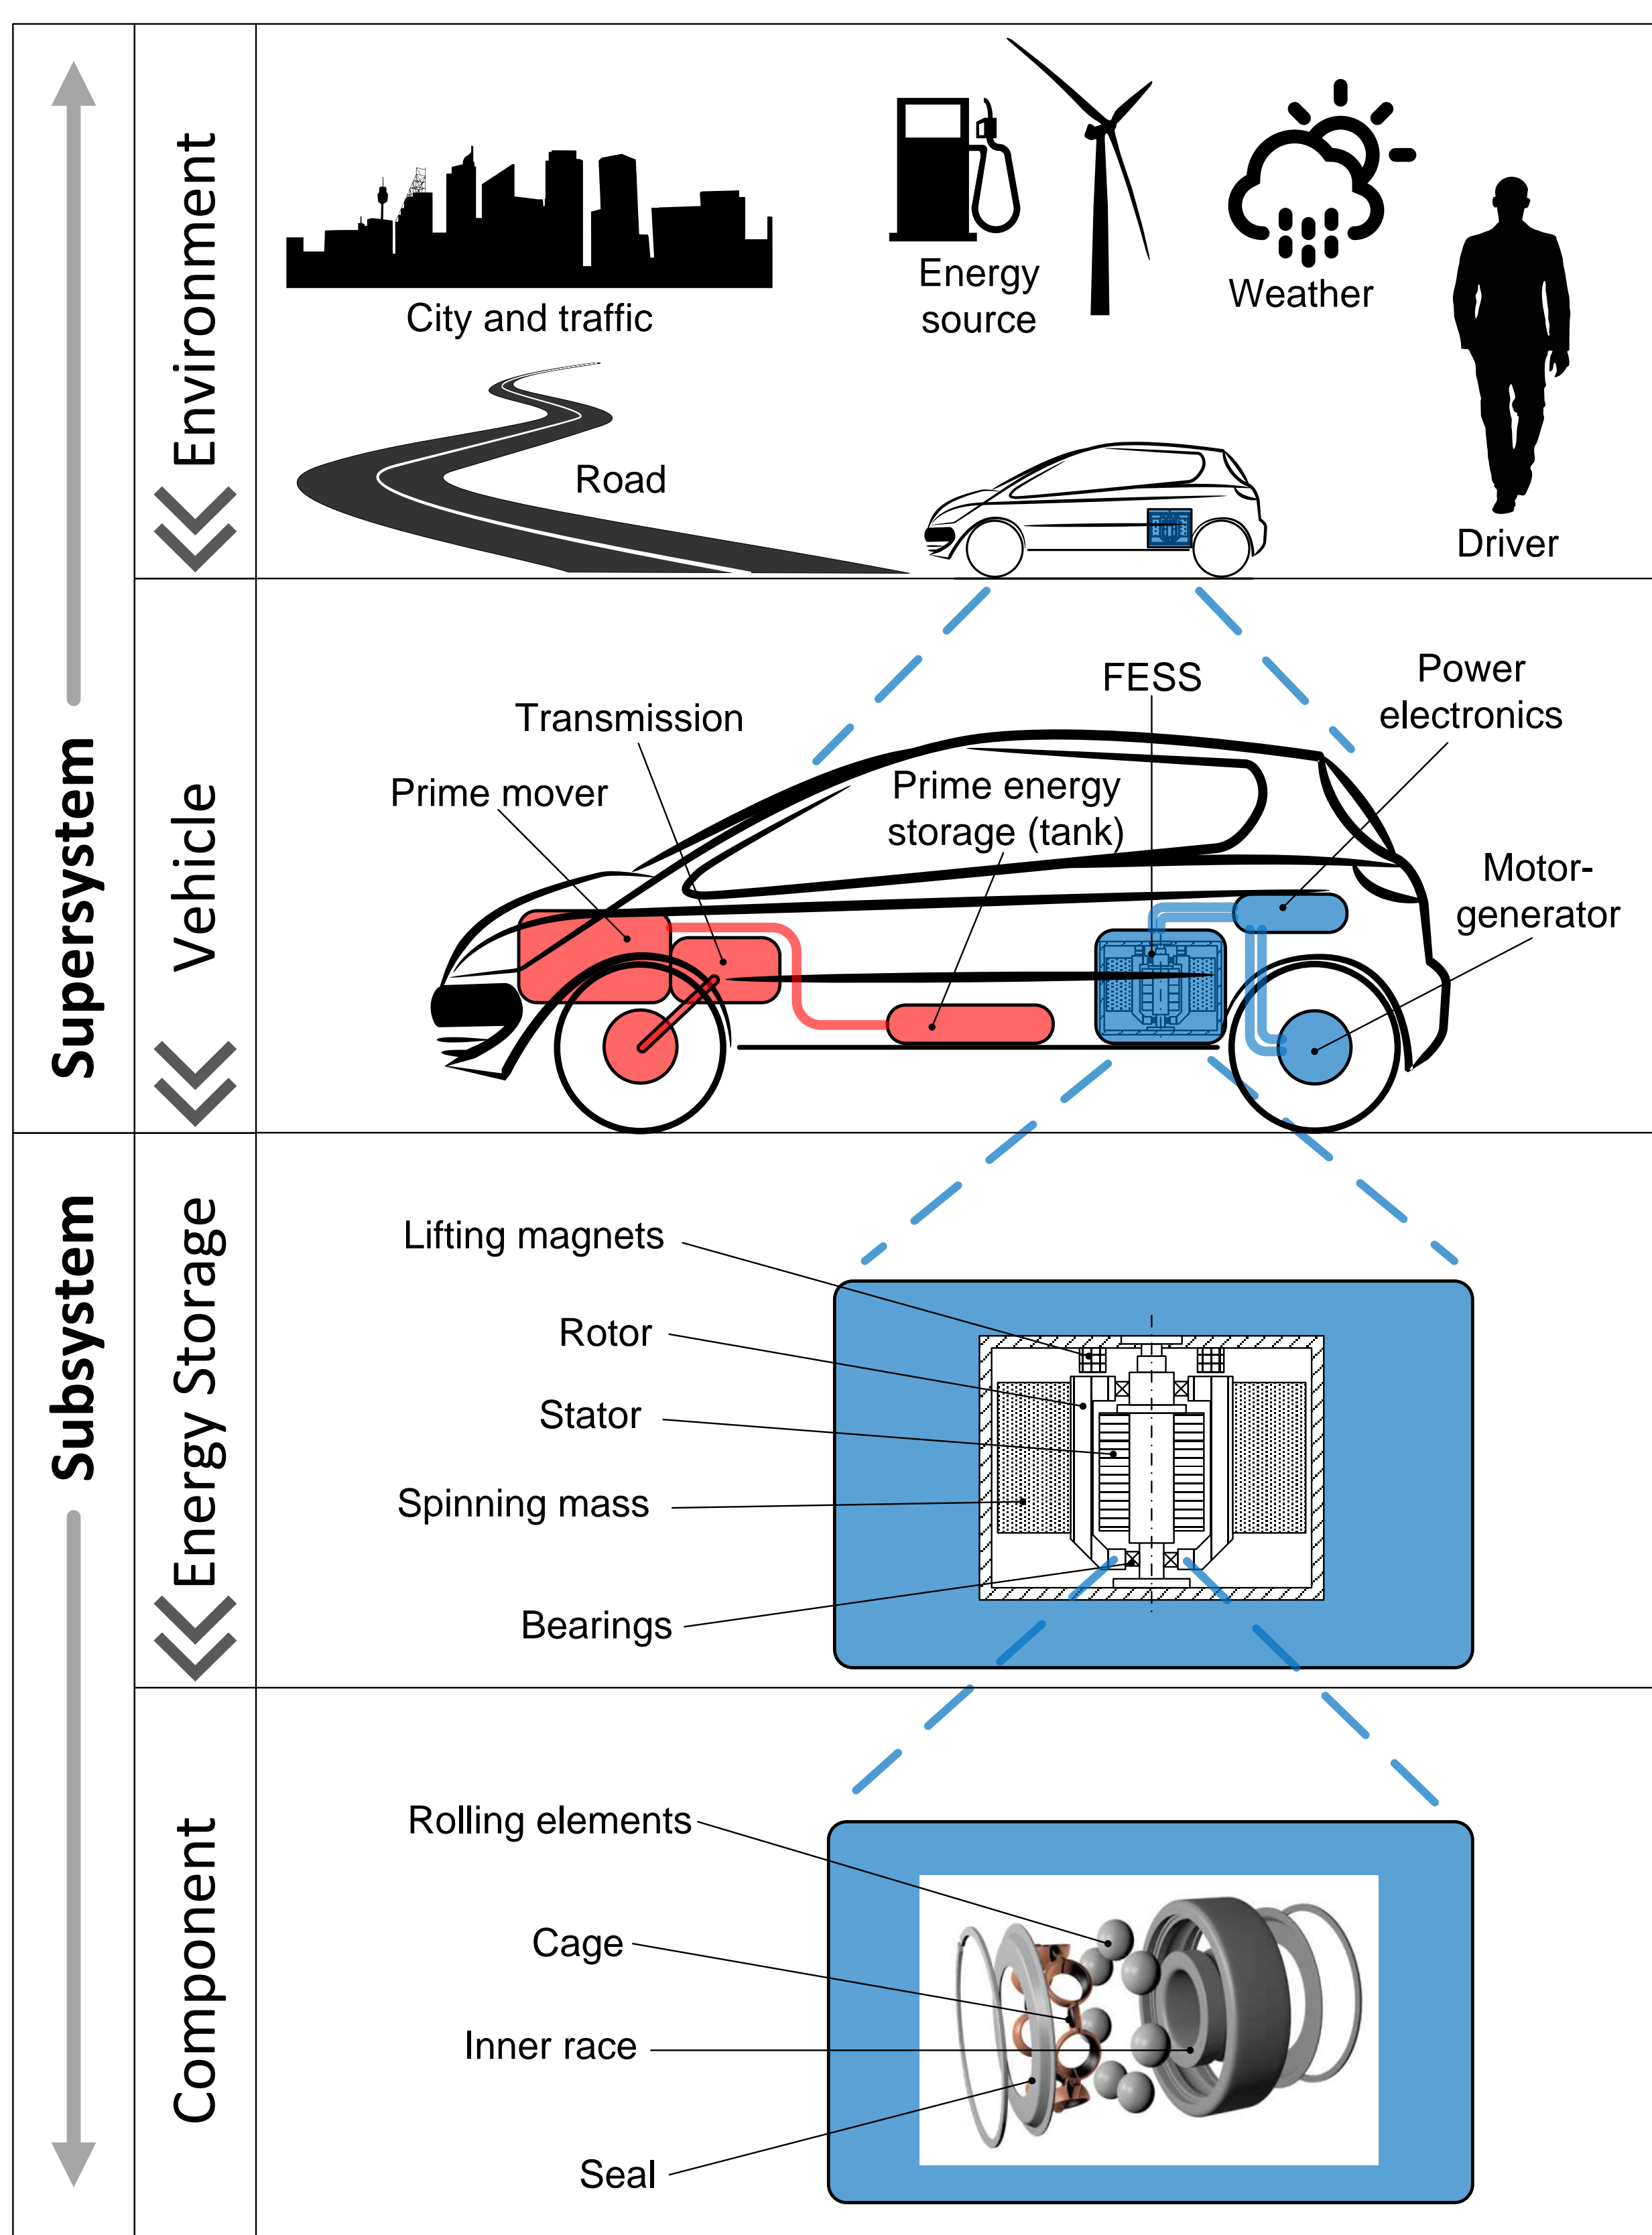 Supersystem
Environment
City and traffic
Energy
source
Weather
Road
Driver
Vehicle
FESS
Power
electronics
Transmission
Prime mover
Prime energy
storage (tank)
Motor-
generator
Subsystem
Energy Storage
Lifting magnets
Rotor
Stator
Spinning mass
Bearings
Component
Rolling elements
Cage
Inner race
Seal